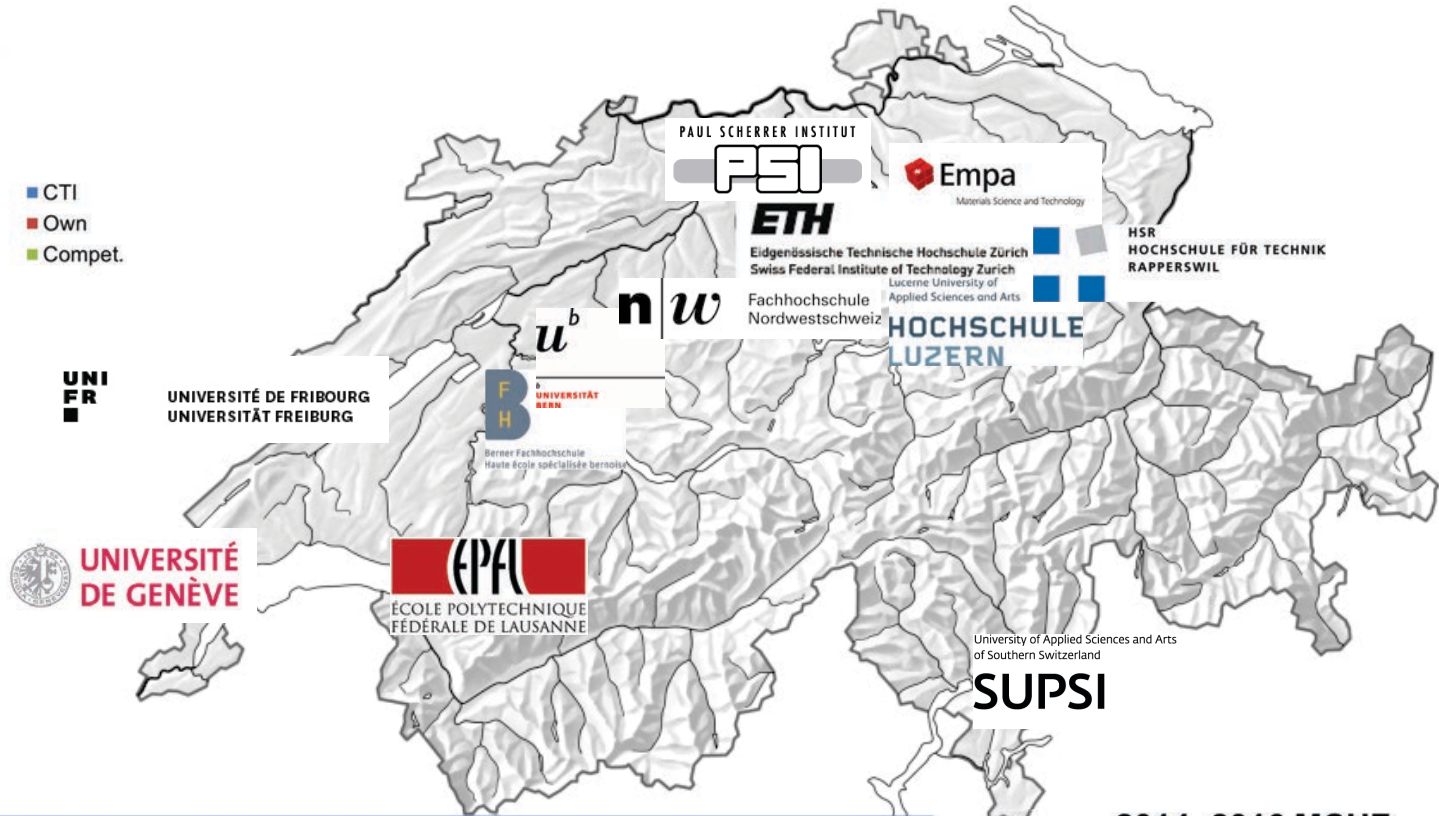 PAUL SCHERRER INSTITUT
PSI
Empa
Materials Science and Technology
CTI
Own
Compet.
ETH
Eidgenössische Technische Hochschule Zürich
Swiss Federal Institute of Technology Zurich
HSR
HOCHSCHULE FÜR TECHNIK
RAPPERSWIL
Lucerne University of
Applied Sciences and Arts
HOCHSCHULE
LUZERN
n|w
Fachhochschule
Nordwestschweiz
u^b
b
UNIVERSITÄT
BERN
UNI
FR
UNIVERSITÉ DE FRIBOURG
UNIVERSITÄT FREIBURG
B
F
H
Berner Fachhochschule
Haute école spécialisée bernoise
UNIVERSITÉ
DE GENÈVE
EPFL
ÉCOLE POLYTECHNIQUE
FÉDÉRALE DE LAUSANNE
University of Applied Sciences and Arts
of Southern Switzerland
SUPSI